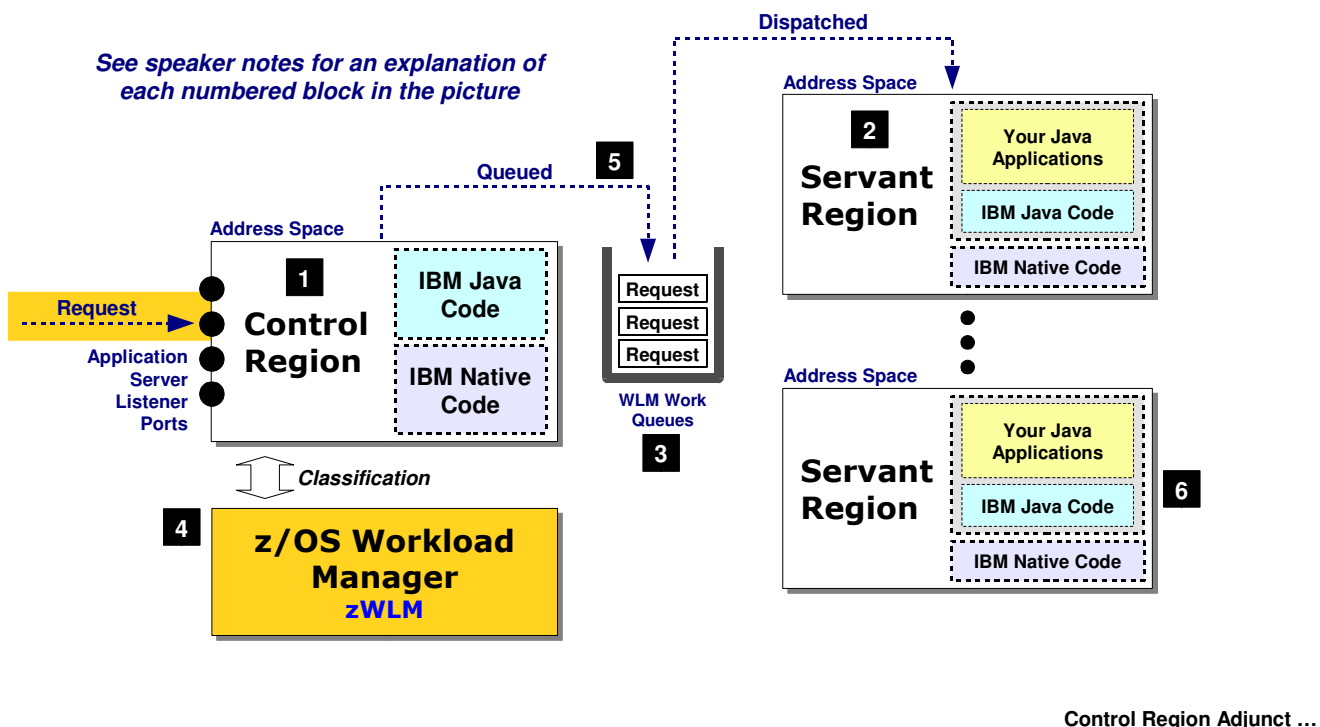 Dispatched
See speaker notes for an explanation of
each numbered block in the picture
Address Space
2
Servant
Region
Your Java
Applications
IBM Java Code
IBM Native Code
5
Queued
Address Space
1
Control
Region
IBM Java
Code
IBM Native
Code
Request
Application
Server
Listener
Ports
Request
Request
Request
WLM Work
Queues
3
Address Space
Servant
Region
Your Java
Applications
IBM Java Code
IBM Native Code
6
Classification
4
z/OS Workload
Manager
zWLM
Control Region Adjunct …